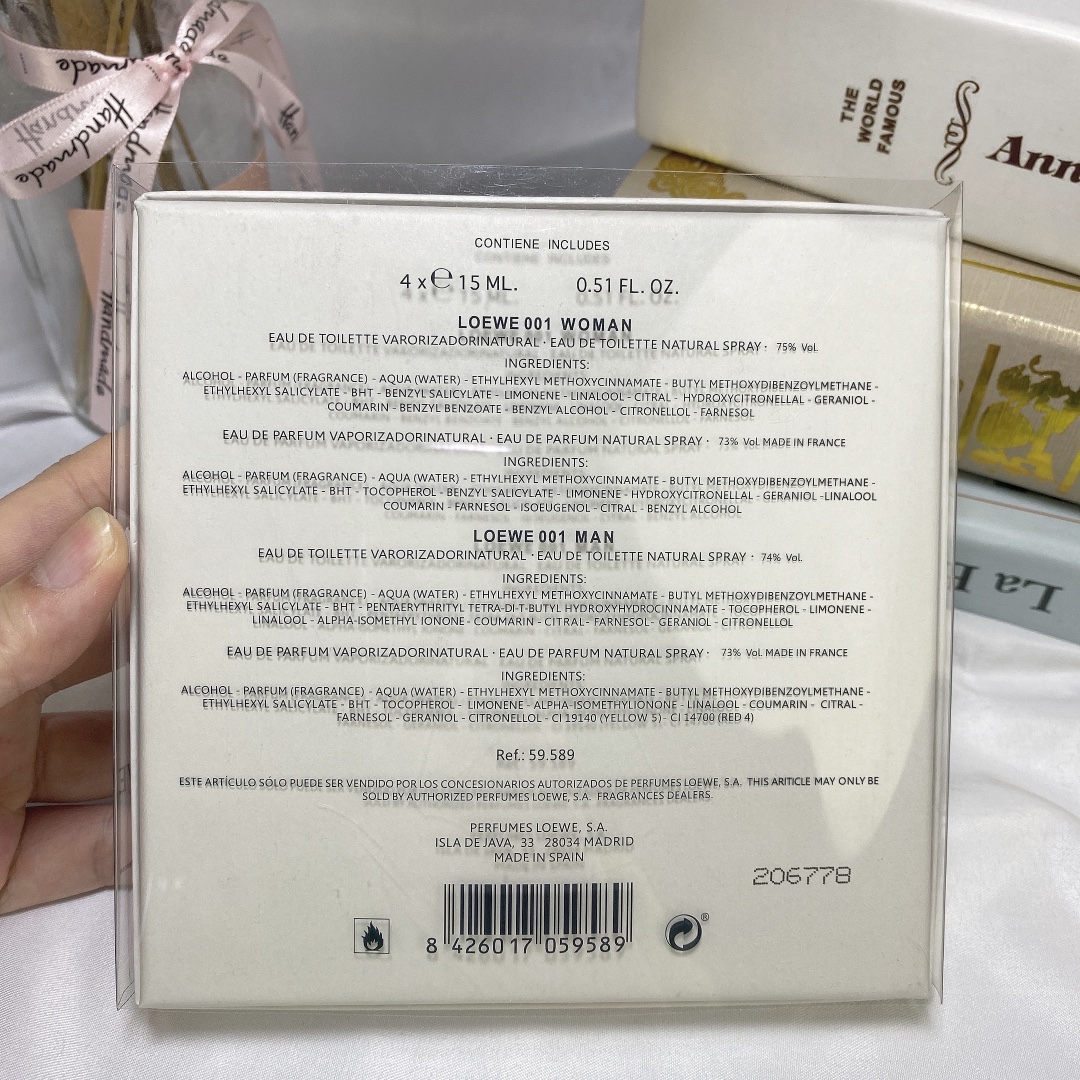 Handmade
Handmade
Handmade
Handmade
THE
WORLD
FAMOUS
Ann
La
CONTIENE INCLUDES
4 x ℮ 15 ML. 0.51 FL. OZ.
LOEWE 001 WOMAN
EAU DE TOILETTE VARORIZADORINATURAL · EAU DE TOILETTE NATURAL SPRAY · 75% Vol.
INGREDIENTS:
ALCOHOL - PARFUM (FRAGRANCE) - AQUA (WATER) - ETHYLHEXYL METHOXYCINNAMATE - BUTYL METHOXYDIBENZOYLMETHANE -
ETHYLHEXYL SALICYLATE - BHT - BENZYL SALICYLATE - LIMONENE - LINALOOL - CITRAL - HYDROXYCITRONELLAL - GERANIOL -
COUMARIN - BENZYL BENZOATE - BENZYL ALCOHOL - CITRONELLOL - FARNESOL
EAU DE PARFUM VAPORIZADORINATURAL · EAU DE PARFUM NATURAL SPRAY · 73% Vol. MADE IN FRANCE
INGREDIENTS:
ALCOHOL - PARFUM (FRAGRANCE) - AQUA (WATER) - ETHYLHEXYL METHOXYCINNAMATE - BUTYL METHOXYDIBENZOYLMETHANE -
ETHYLHEXYL SALICYLATE - BHT - TOCOPHEROL - BENZYL SALICYLATE - LIMONENE - HYDROXYCITRONELLAL - GERANIOL -LINALOOL
COUMARIN - FARNESOL - ISOEUGENOL - CITRAL - BENZYL ALCOHOL
LOEWE 001 MAN
EAU DE TOILETTE VARORIZADORINATURAL · EAU DE TOILETTE NATURAL SPRAY · 74% Vol.
INGREDIENTS:
ALCOHOL - PARFUM (FRAGRANCE) - AQUA (WATER) - ETHYLHEXYL METHOXYCINNAMATE - BUTYL METHOXYDIBENZOYLMETHANE -
ETHYLHEXYL SALICYLATE - BHT - PENTAERYTHRITYL TETRA-DI-T-BUTYL HYDROXYHYDROCINNAMATE - TOCOPHEROL - LIMONENE -
LINALOOL - ALPHA-ISOMETHYL IONONE - COUMARIN - CITRAL- FARNESOL- GERANIOL - CITRONELLOL
EAU DE PARFUM VAPORIZADORINATURAL · EAU DE PARFUM NATURAL SPRAY · 73% Vol. MADE IN FRANCE
INGREDIENTS:
ALCOHOL - PARFUM (FRAGRANCE) - AQUA (WATER) - ETHYLHEXYL METHOXYCINNAMATE - BUTYL METHOXYDIBENZOYLMETHANE -
ETHYLHEXYL SALICYLATE - BHT - TOCOPHEROL - LIMONENE - ALPHA-ISOMETHYLIONONE - LINALOOL - COUMARIN - CITRAL -
FARNESOL - GERANIOL - CITRONELLOL - CI 19140 (YELLOW 5) - CI 14700 (RED 4)
Ref.: 59.589
ESTE ARTÍCULO SÓLO PUEDE SER VENDIDO POR LOS CONCESIONARIOS AUTORIZADOS DE PERFUMES LOEWE, S.A. THIS ARITICLE MAY ONLY BE
SOLD BY AUTHORIZED PERFUMES LOEWE, S.A. FRAGRANCES DEALERS.
PERFUMES LOEWE, S.A.
ISLA DE JAVA, 33 28034 MADRID
MADE IN SPAIN
206778
8 426017 059589
®